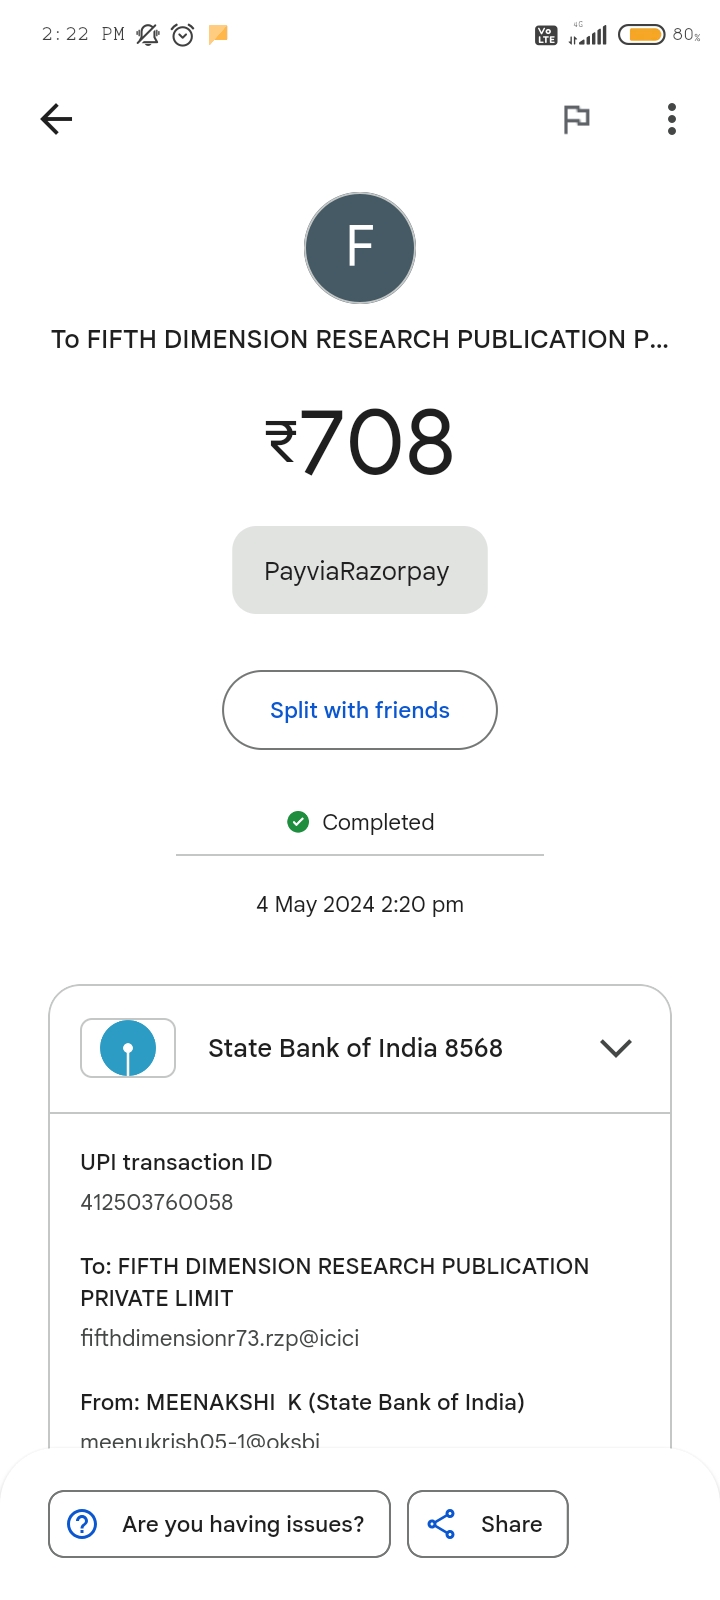 2:22 PM
Vo LTE 4G 80%
F
To FIFTH DIMENSION RESEARCH PUBLICATION P...
₹708
PayviaRazorpay
Split with friends
Completed
4 May 2024 2:20 pm
State Bank of India 8568
UPI transaction ID
412503760058
To: FIFTH DIMENSION RESEARCH PUBLICATION
PRIVATE LIMIT
fifthdimensionr73.rzp@icici
From: MEENAKSHI K (State Bank of India)
meenukrish05-1@oksbi
Are you having issues?
Share